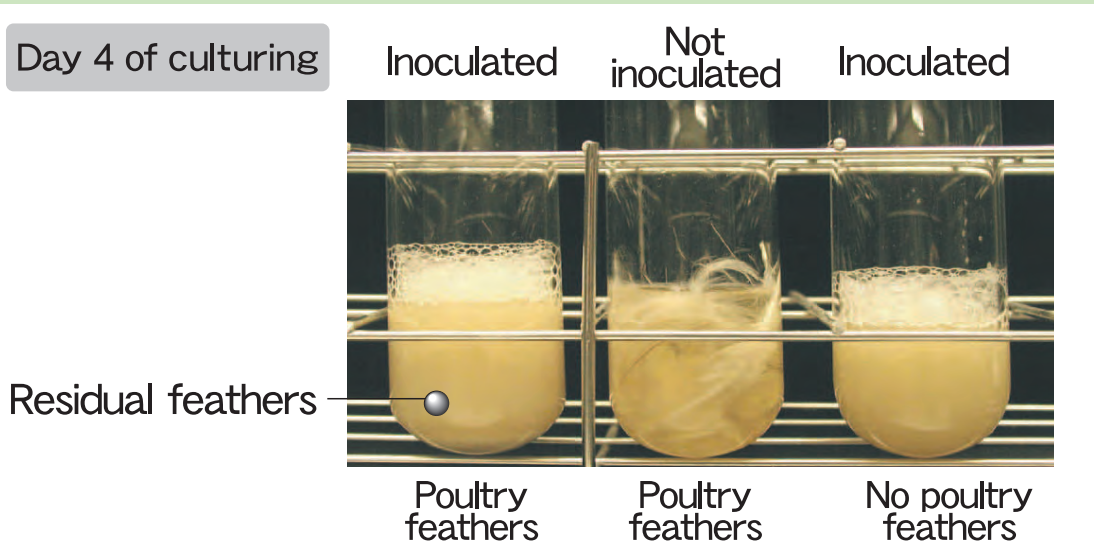 Day 4 of culturing
Inoculated
Not
inoculated
Inoculated
Residual feathers
Poultry
feathers
Poultry
feathers
No poultry
feathers